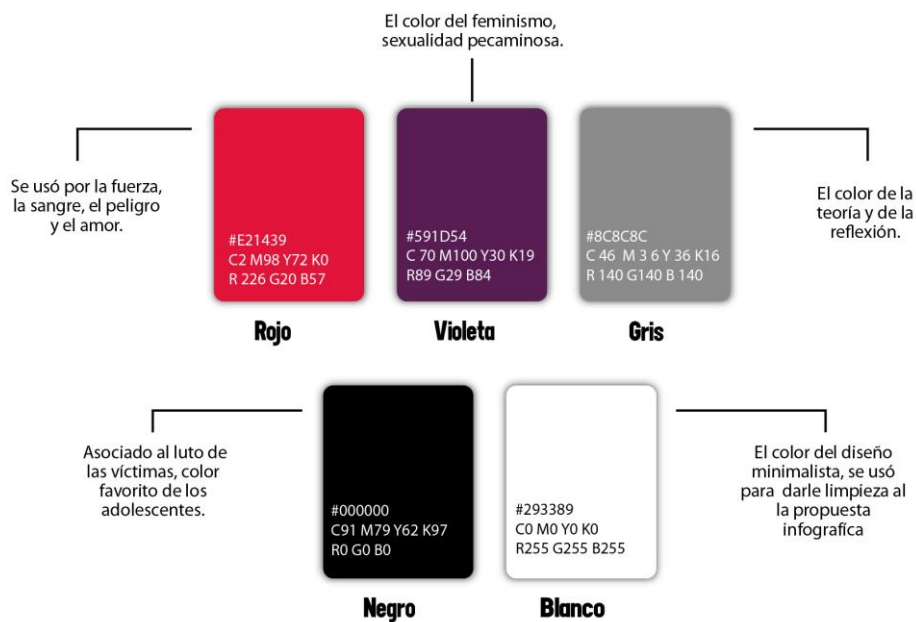 El color del feminismo,
sexualidad pecaminosa.
Se usó por la fuerza,
la sangre, el peligro
y el amor.
#E21439
C2 M98 Y72 K0
R 226 G20 B57
Rojo
#591D54
C 70 M100 Y30 K19
R89 G29 B84
Violeta
#8C8C8C
C 46 M 3 6 Y 36 K16
R 140 G140 B 140
Gris
El color de la
teoría y de la
reflexión.
Asociado al luto de
las víctimas, color
favorito de los
adolescentes.
#000000
C91 M79 Y62 K97
R0 G0 B0
Negro
#293389
C0 M0 Y0 K0
R255 G255 B255
Blanco
El color del diseño
minimalista, se usó
para darle limpieza al
la propuesta
infografíca